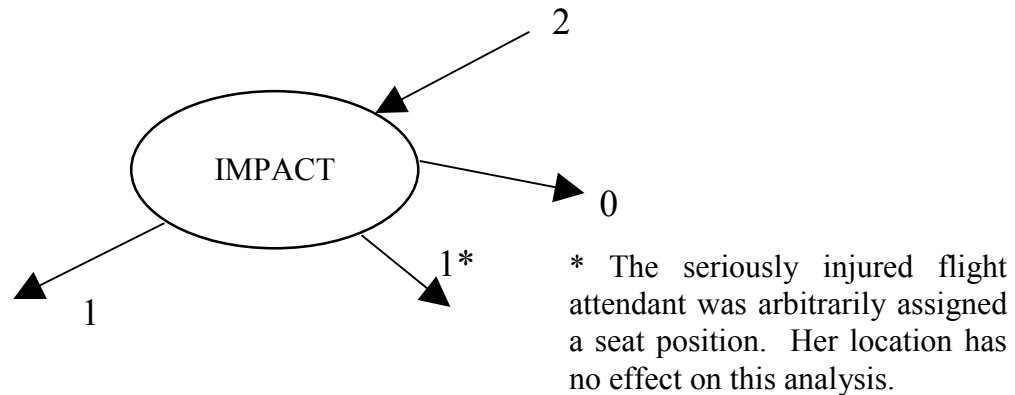 2
IMPACT
0
1*
1
* The seriously injured flight
attendant was arbitrarily assigned
a seat position. Her location has
no effect on this analysis.